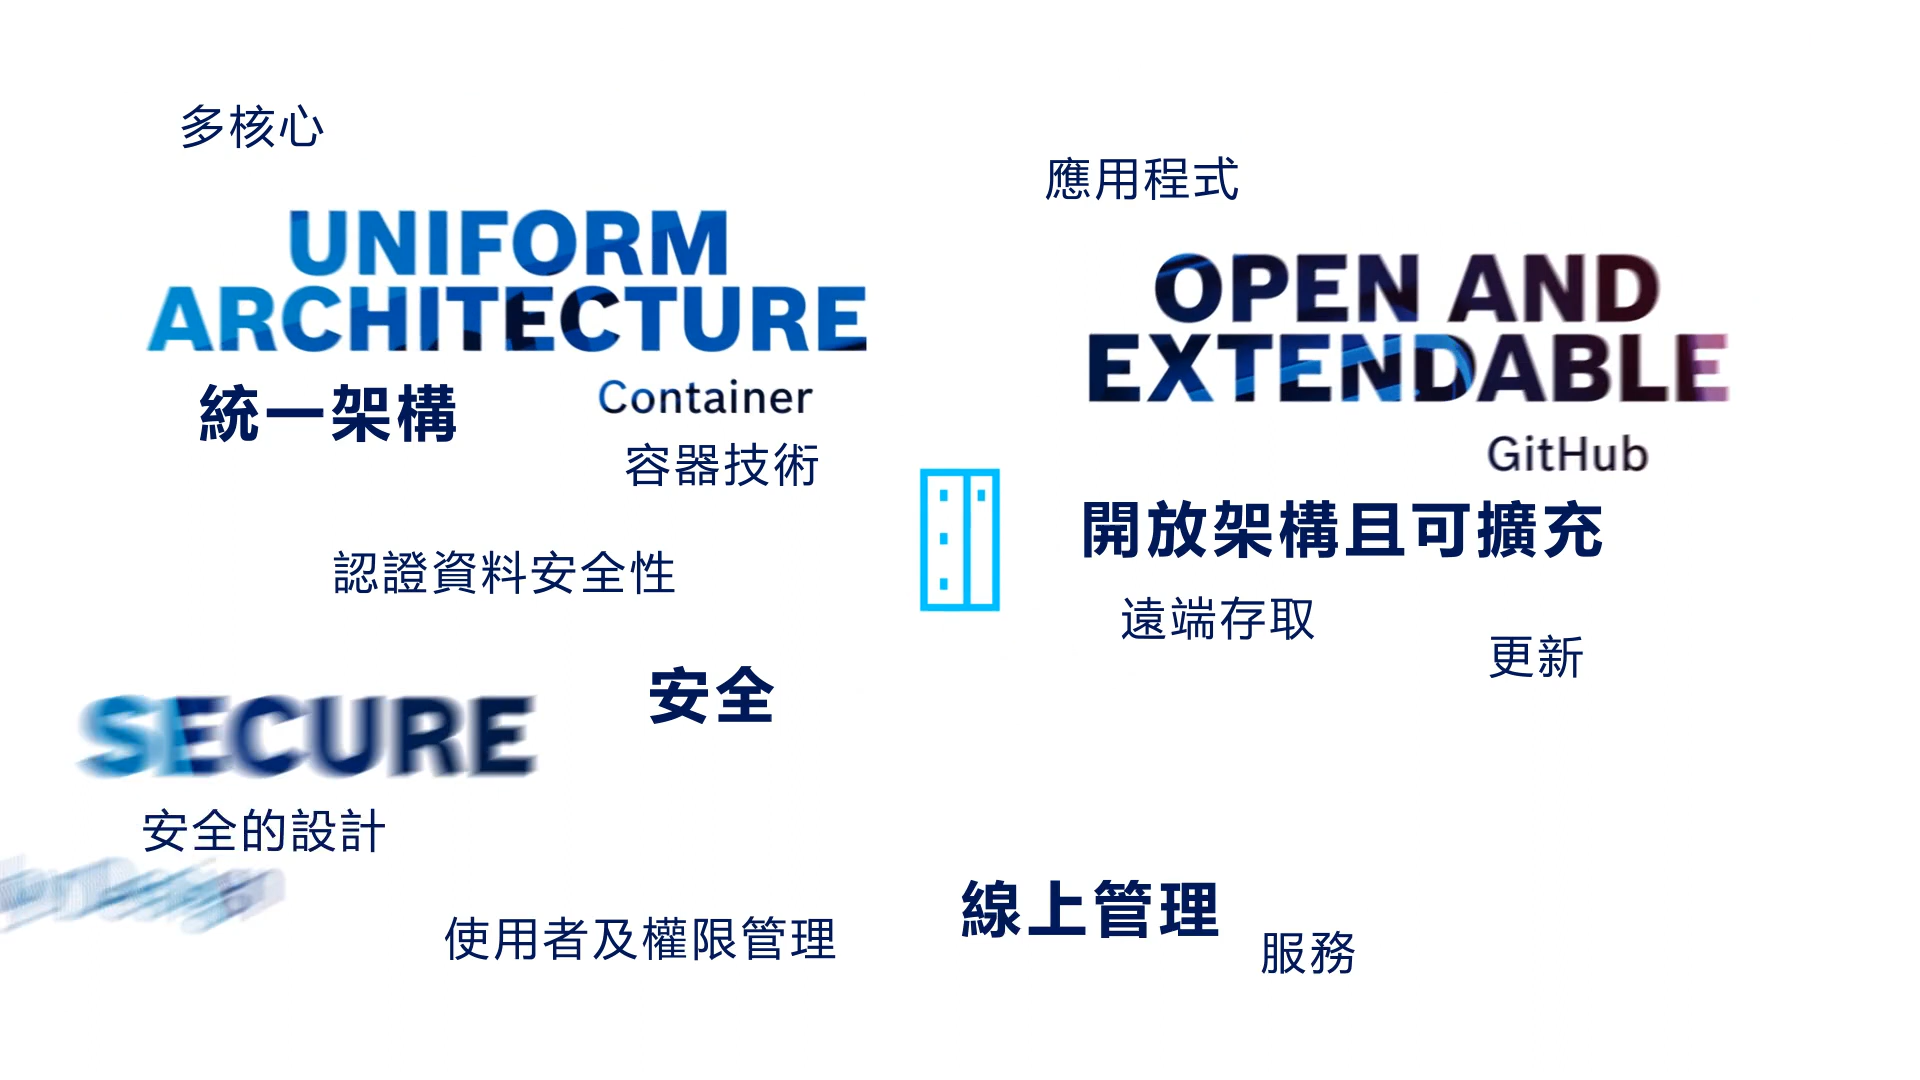 多核心
應用程式
UNIFORM
ARCHITECTURE
統一架構
Container
容器技術
OPEN AND
EXTENDABLE
GitHub
開放架構且可擴充
認證資料安全性
遠端存取
更新
安全
SECURE
安全的設計
使用者及權限管理
線上管理
服務